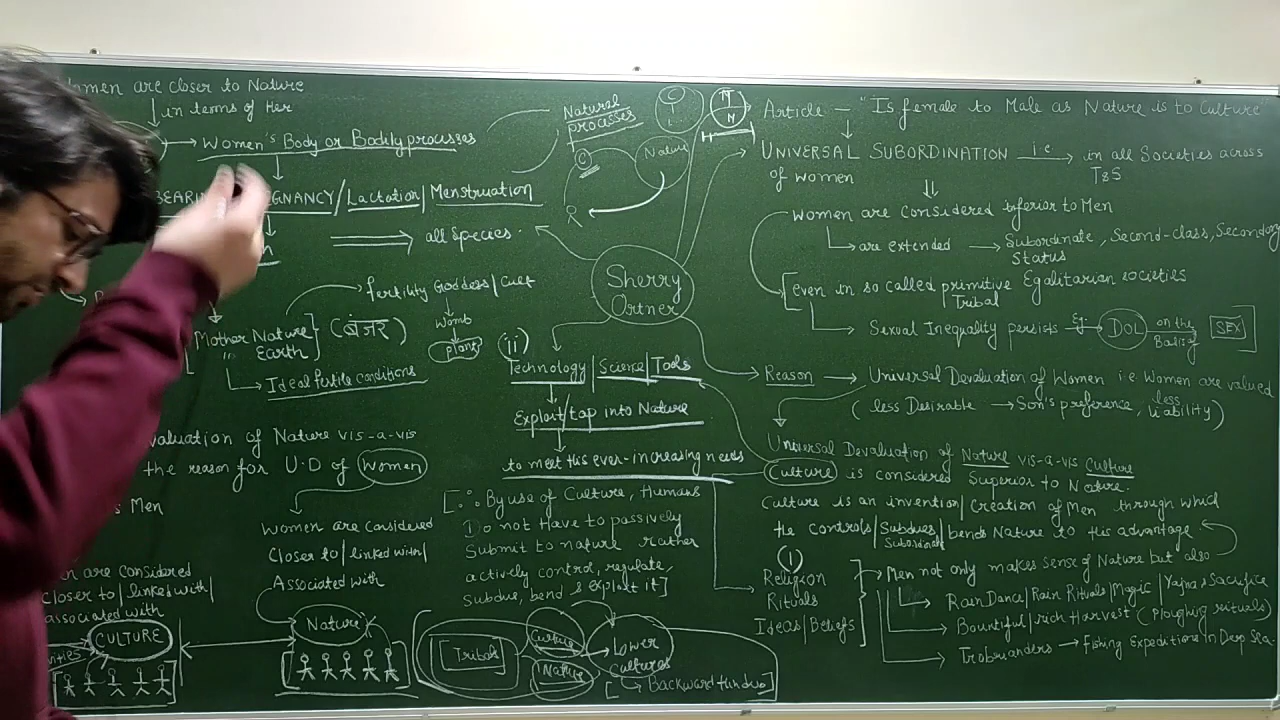 Women are closer to Nature
in terms of Her
Women's Body or Bodily processes
BEARING
PREGNANCY/Lactation/Menstruation
all Species.
fertility Goddess/Cult
womb
plant
Mother Nature
" Earth
(बंजर)
Ideal fertile conditions
valuation of Nature vis-a-vis
the reason for U.D of Women
s Men
Women are considered
Closer to/linked with/
Associated with
Nature
en are considered
closer to/linked with/
associated with
CULTURE
Natural
processes
C
R
Nature
C
M
N
Sherry
Ortner
(ii)
Technology/Science/Tools
Exploit/tap into Nature
to meet his ever-increasing needs
[∵ By use of Culture, Humans
Do not Have to passively
Submit to nature rather
actively control, regulate,
subdue, bend & exploit it]
[Tribals]
Culture
Nature
Lower
Cultures
Article - "Is female to Male as Nature is to Culture"
UNIVERSAL SUBORDINATION i.e in all Societies across
of women T&S
Women are considered inferior to Men
are extended → Subordinate, Second-class, Secondary
Status
[even in so called primitive Egalitarian societies
Tribal
Sexual Inequality persists Eg: DOL on the
Basis of
SEX
Reason → Universal Devaluation of Women i.e Women are valued
less
(less Desirable → Son's preference, liability)
Universal Devaluation of Nature vis-a-vis Culture
Culture is considered Superior to Nature.
Culture is an invention/Creation of Men through which
the controls/Subdues/bends Nature to his advantage
Subordinate
(i)
Religion
Rituals
Ideas/Beliefs
Men not only makes sense of Nature but also
Rain Dance/Rain Rituals/Magic/Yajna's Sacrifice
Bountiful/rich Harvest (Ploughing rituals)
Trobrianders → Fishing Expeditions In Deep Sea